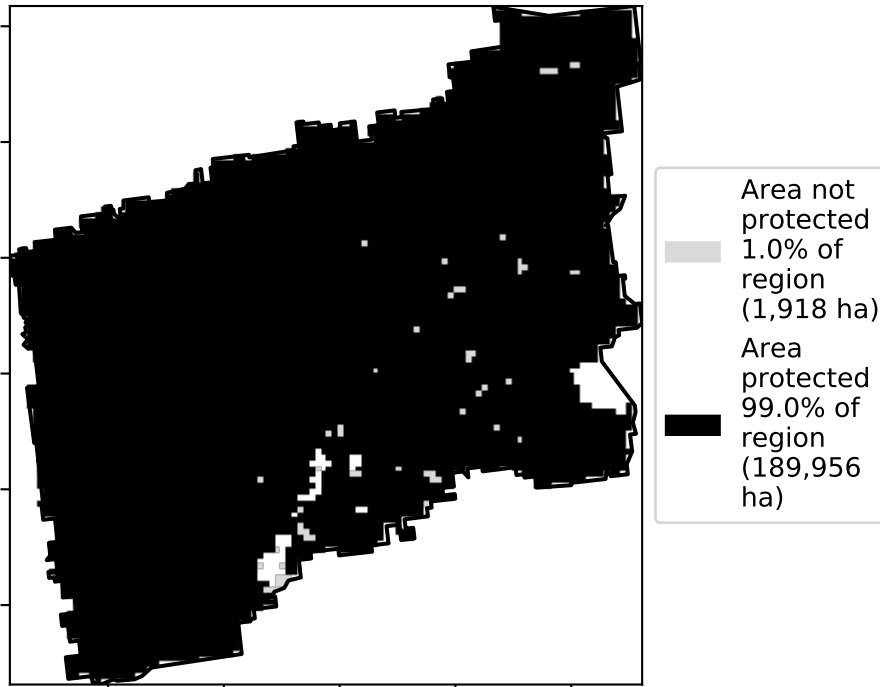 Area not
protected
1.0% of
region
(1,918 ha)
Area
protected
99.0% of
region
(189,956
ha)